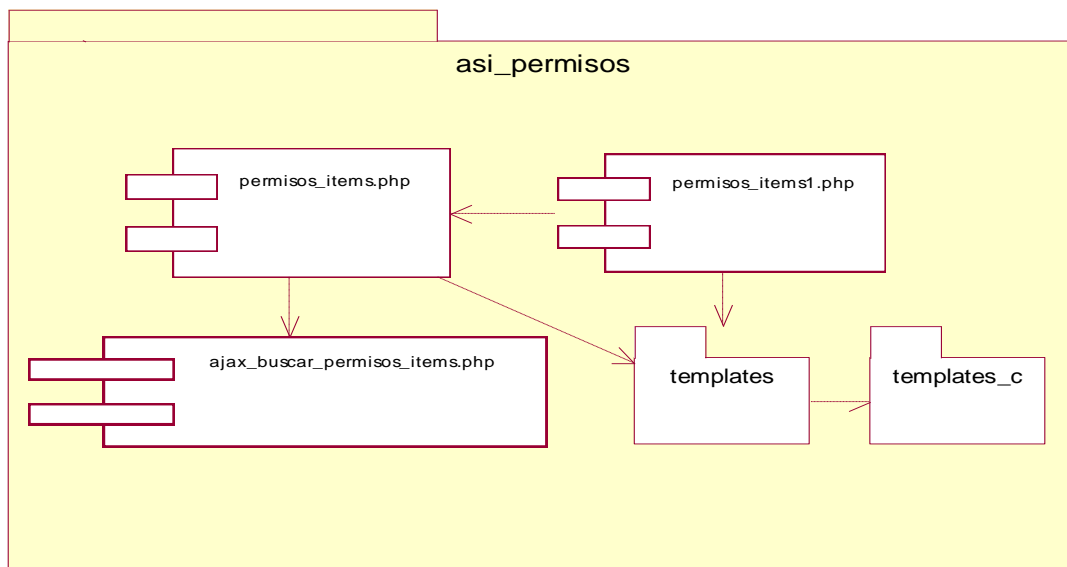 asi_permisos
permisos_items.php
permisos_items1.php
ajax_buscar_permisos_items.php
templates
templates_c